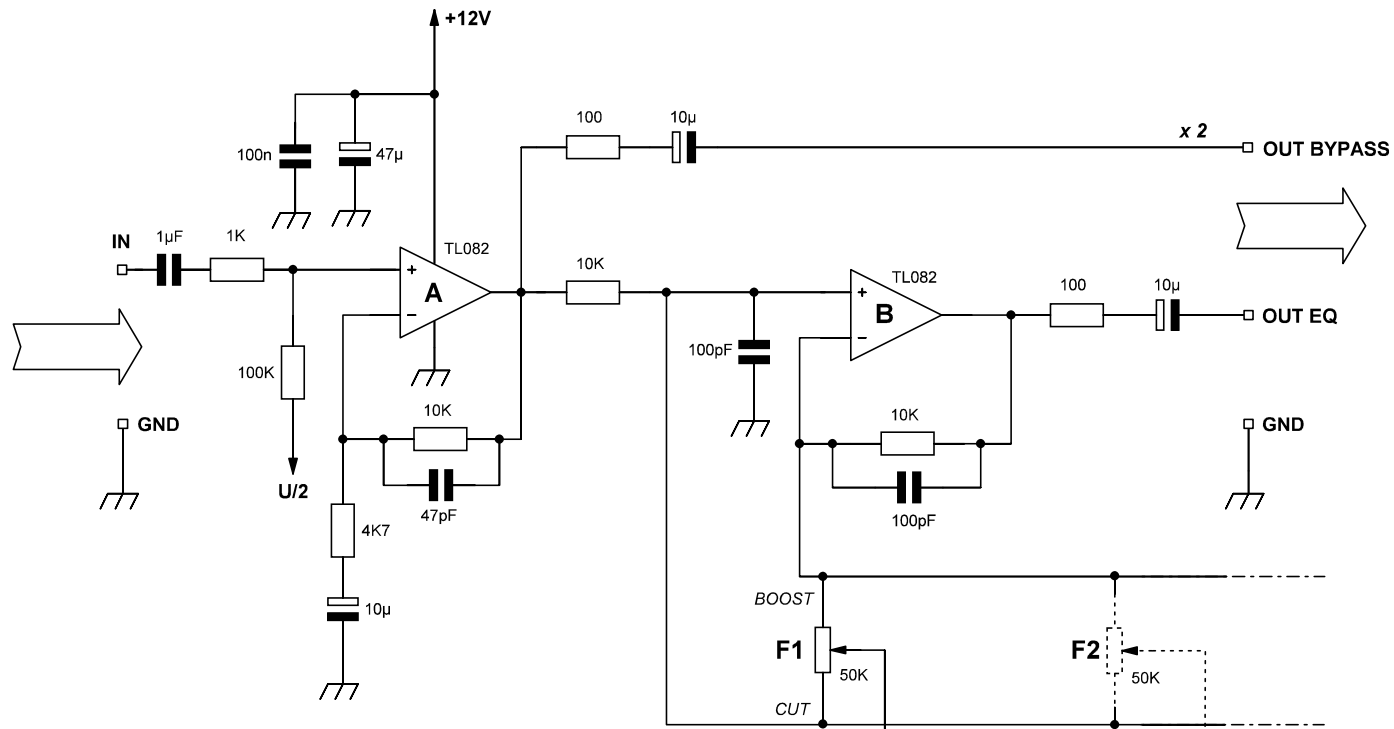 +12V
100n
47µ
100
10µ
x 2
OUT BYPASS
IN
1µF
1K
TL082
+
A
−
10K
TL082
+
B
−
100
10µ
OUT EQ
100K
100pF
GND
10K
10K
GND
U/2
47pF
100pF
4K7
10µ
BOOST
F1
50K
F2
50K
CUT